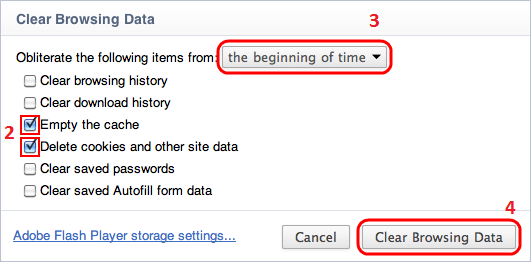 Clear Browsing Data
3
Obliterate the following items from: the beginning of time
Clear browsing history
Clear download history
2 Empty the cache
Delete cookies and other site data
Clear saved passwords
Clear saved Autofill form data
4
Adobe Flash Player storage settings... Cancel Clear Browsing Data